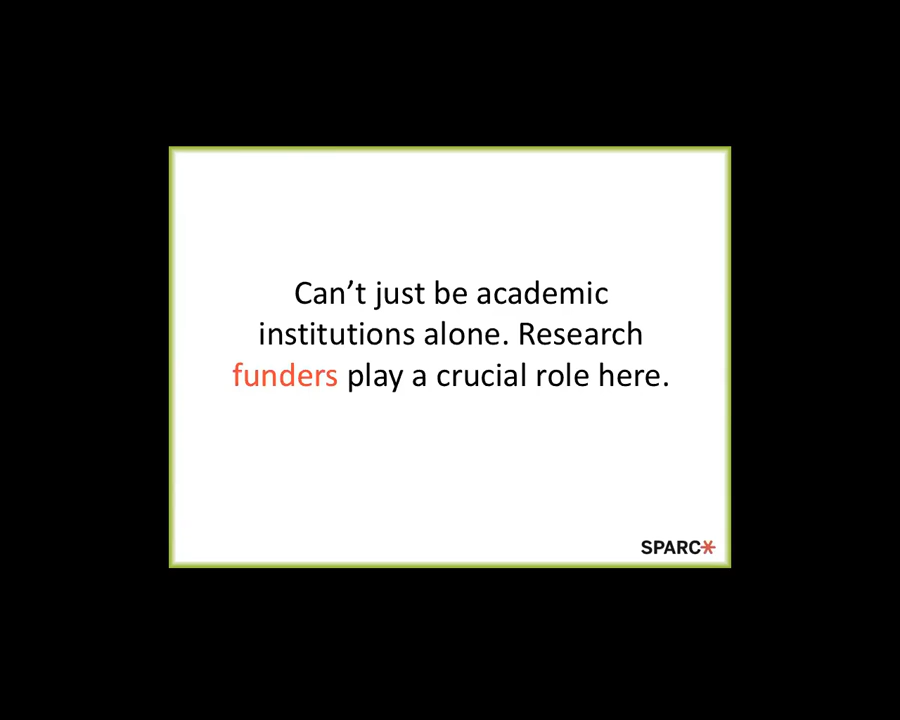 Can’t just be academic
institutions alone. Research
funders play a crucial role here.
SPARC